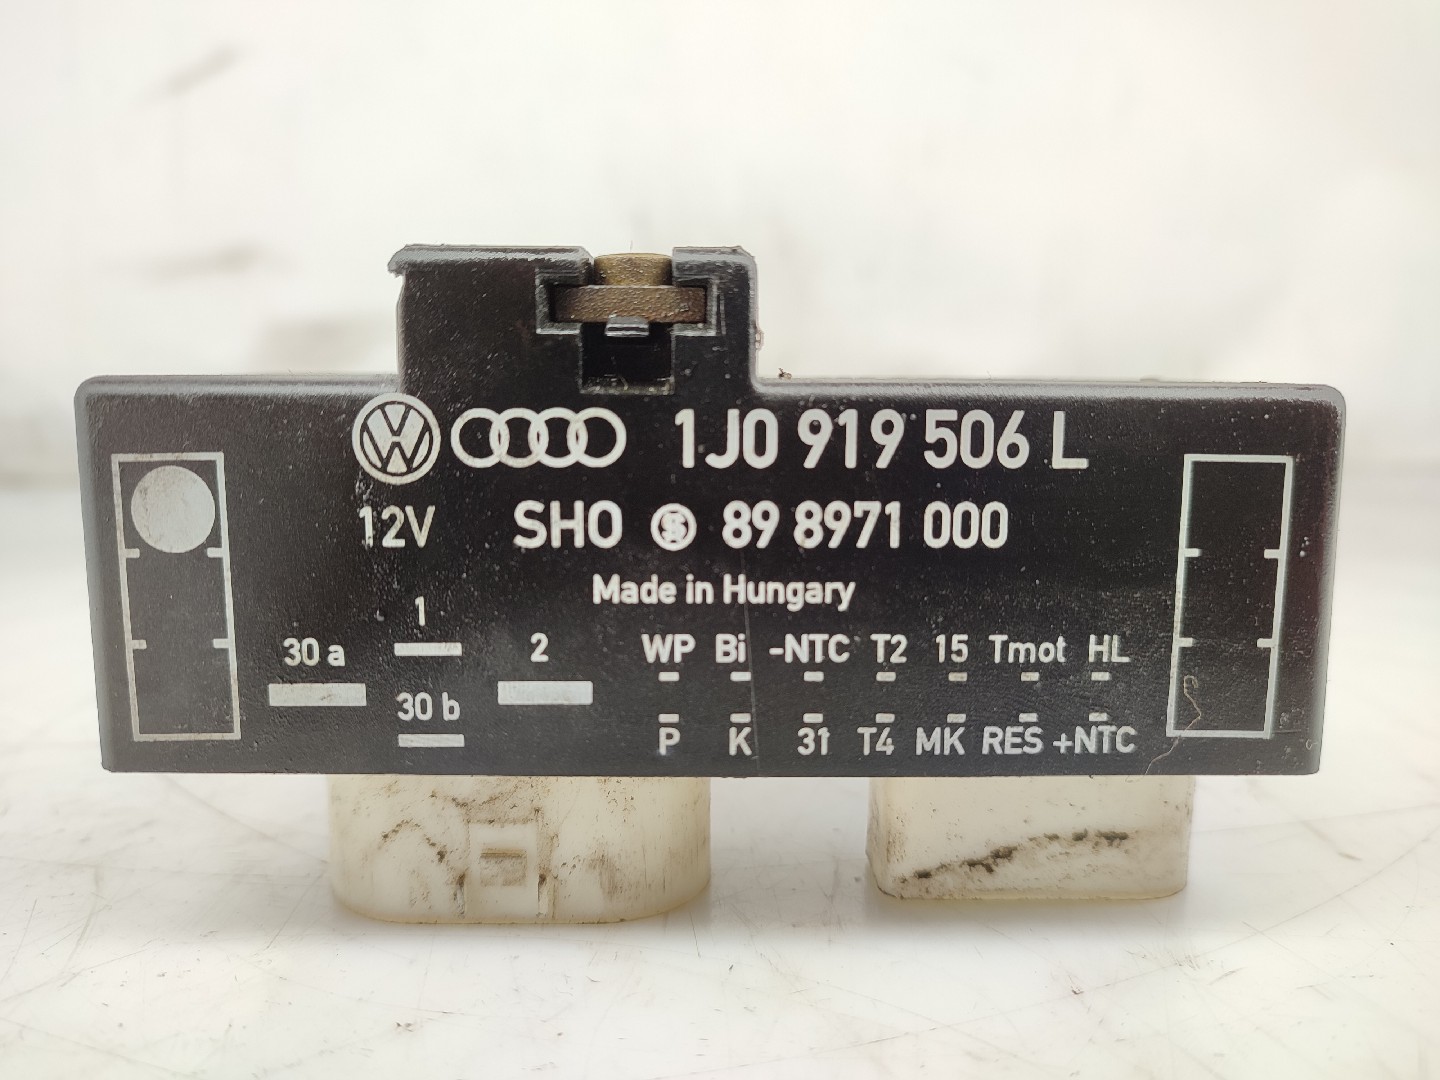 1J0 919 506 L
12V SHO 89 8971 000
Made in Hungary
1
30 a 2
30 b
WP Bi -NTC T2 15 Tmot HL
P K 31 T4 MK RES +NTC